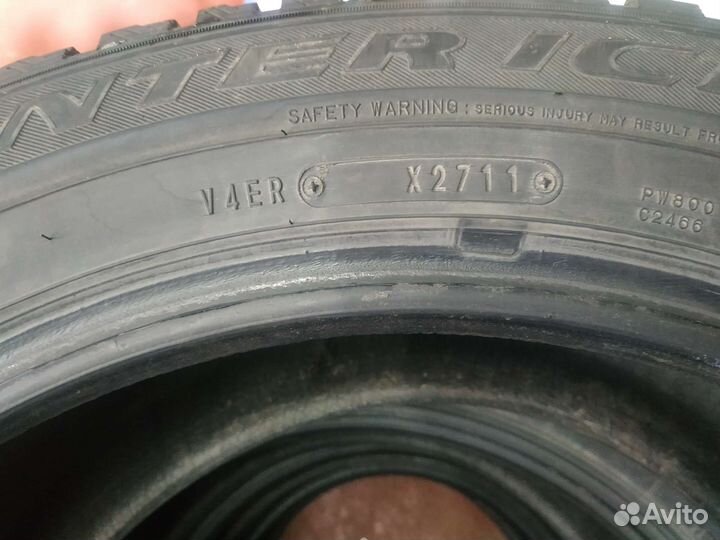 NTER IC
SAFETY WARNING : SERIOUS INJURY MAY RESULT FR
V4ER X2711
PW800
C2466
Avito